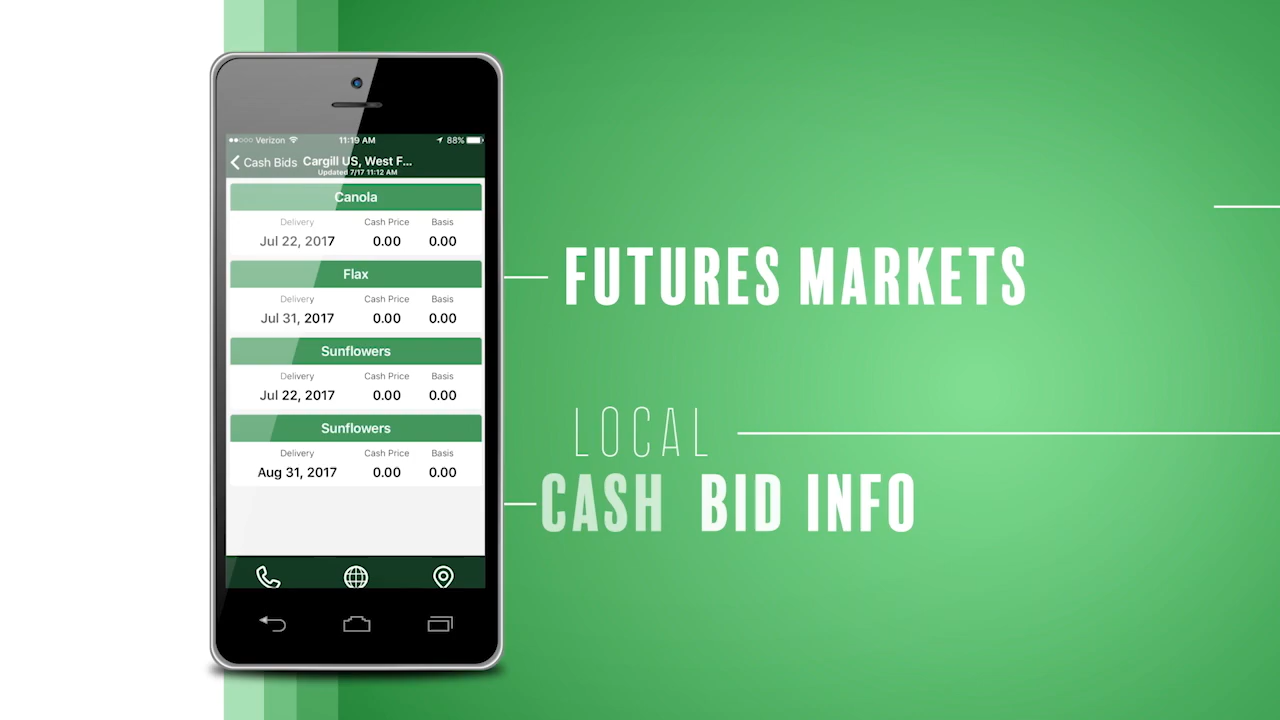 Verizon 11:19 AM 88%
Cash Bids Cargill US, West F...
Updated 7/17 11:12 AM
Canola
Delivery Cash Price Basis
Jul 22, 2017 0.00 0.00
Flax
Delivery Cash Price Basis
Jul 31, 2017 0.00 0.00
Sunflowers
Delivery Cash Price Basis
Jul 22, 2017 0.00 0.00
Sunflowers
Delivery Cash Price Basis
Aug 31, 2017 0.00 0.00
FUTURES MARKETS
LOCAL
CASH BID INFO